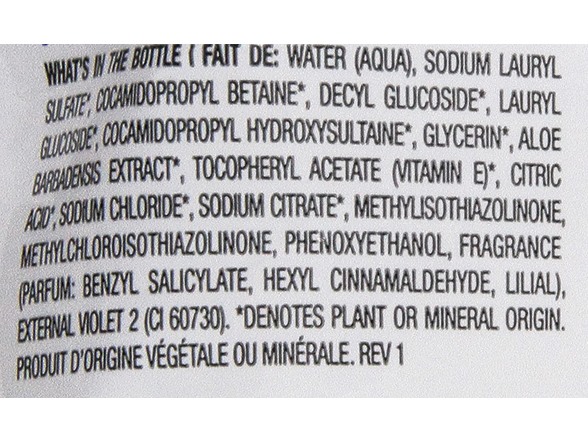 WHAT'S IN THE BOTTLE / FAIT DE: WATER (AQUA), SODIUM LAURYL
SULFATE*, COCAMIDOPROPYL BETAINE*, DECYL GLUCOSIDE*, LAURYL
GLUCOSIDE*, COCAMIDOPROPYL HYDROXYSULTAINE*, GLYCERIN*, ALOE
BARBADENSIS EXTRACT*, TOCOPHERYL ACETATE (VITAMIN E)*, CITRIC
ACID*, SODIUM CHLORIDE*, SODIUM CITRATE*, METHYLISOTHIAZOLINONE,
METHYLCHLOROISOTHIAZOLINONE, PHENOXYETHANOL, FRAGRANCE
(PARFUM: BENZYL SALICYLATE, HEXYL CINNAMALDEHYDE, LILIAL),
EXTERNAL VIOLET 2 (CI 60730). *DENOTES PLANT OR MINERAL ORIGIN.
PRODUIT D'ORIGINE VÉGÉTALE OU MINÉRALE. REV 1